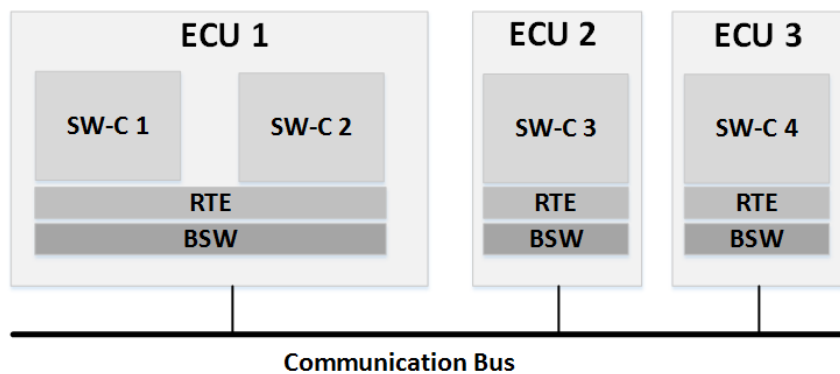 ECU 1
SW-C 1
SW-C 2
RTE
BSW
ECU 2
SW-C 3
RTE
BSW
ECU 3
SW-C 4
RTE
BSW
Communication Bus